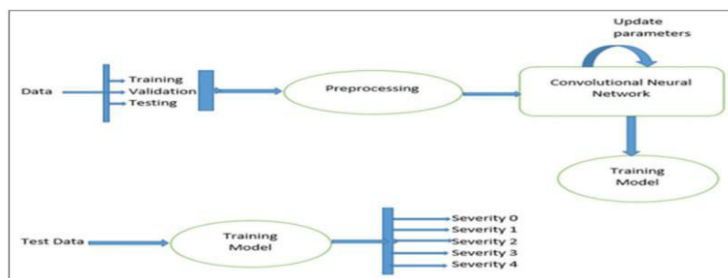 Update
parameters
Data
Training
Validation
Testing
Preprocessing
Convolutional Neural
Network
Training
Model
Test Data
Training
Model
Severity 0
Severity 1
Severity 2
Severity 3
Severity 4